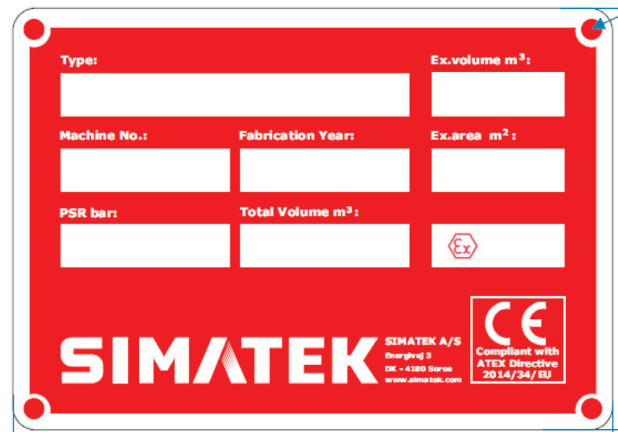 Type:
Ex.volume m³:
Machine No.:
Fabrication Year:
Ex.area m²:
PSR bar:
Total Volume m³:
Ex
SIMATEK
SIMATEK A/S
Energivej 3
DK - 4180 Soroe
www.simatek.com
CE
Compliant with
ATEX Directive
2014/34/EU